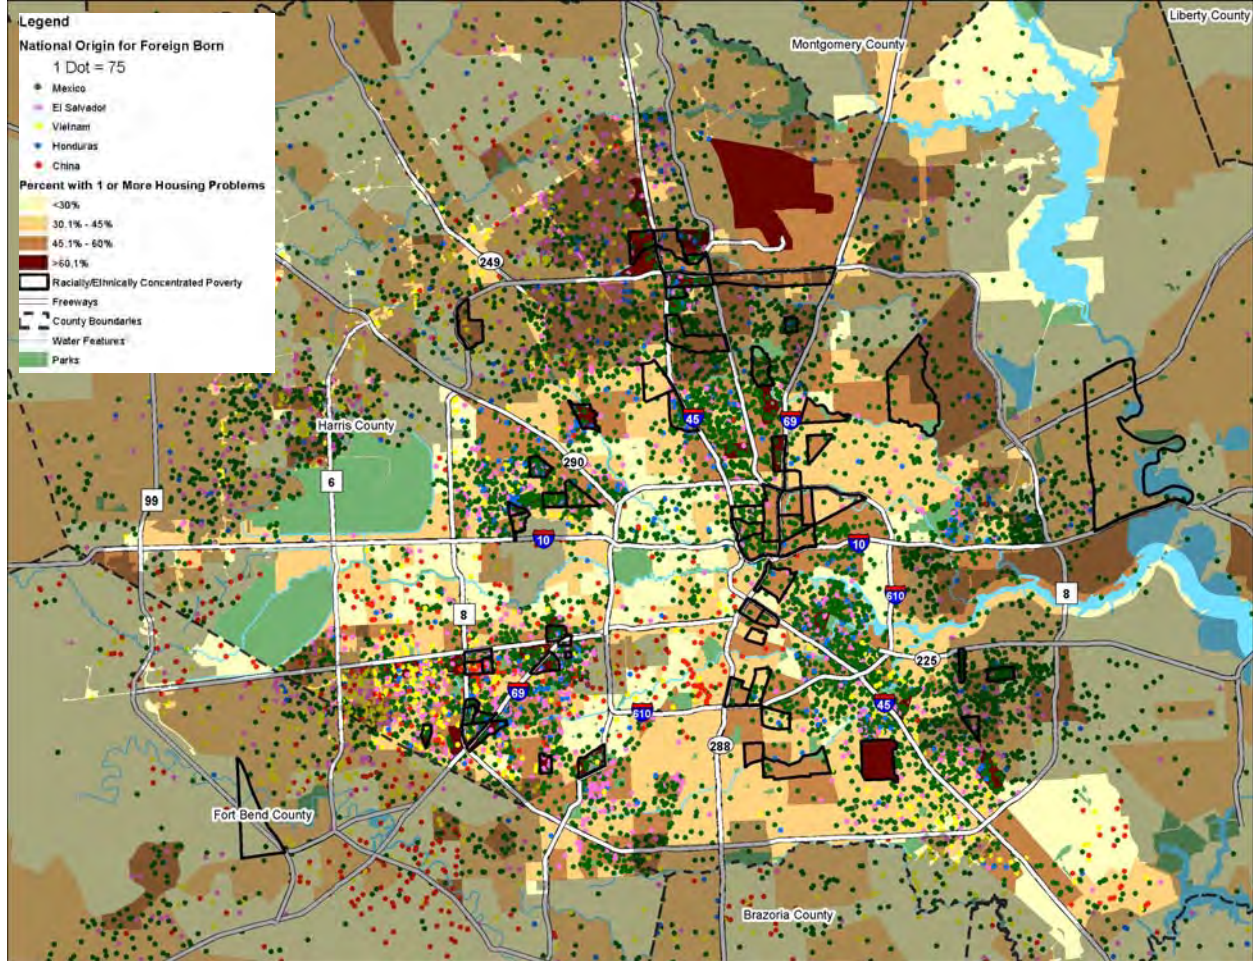 Legend
National Origin for Foreign Born
1 Dot = 75
Mexico
El Salvador
Vietnam
Honduras
China
Percent with 1 or More Housing Problems
<30%
30.1% - 45%
45.1% - 60%
>60.1%
Racially/Ethnically Concentrated Poverty
Freeways
County Boundaries
Water Features
Parks
Liberty County
Montgomery County
249
45
69
Harris County
290
6
99
10
10
8
610
8
225
69
610
45
288
Fort Bend County
Brazoria County